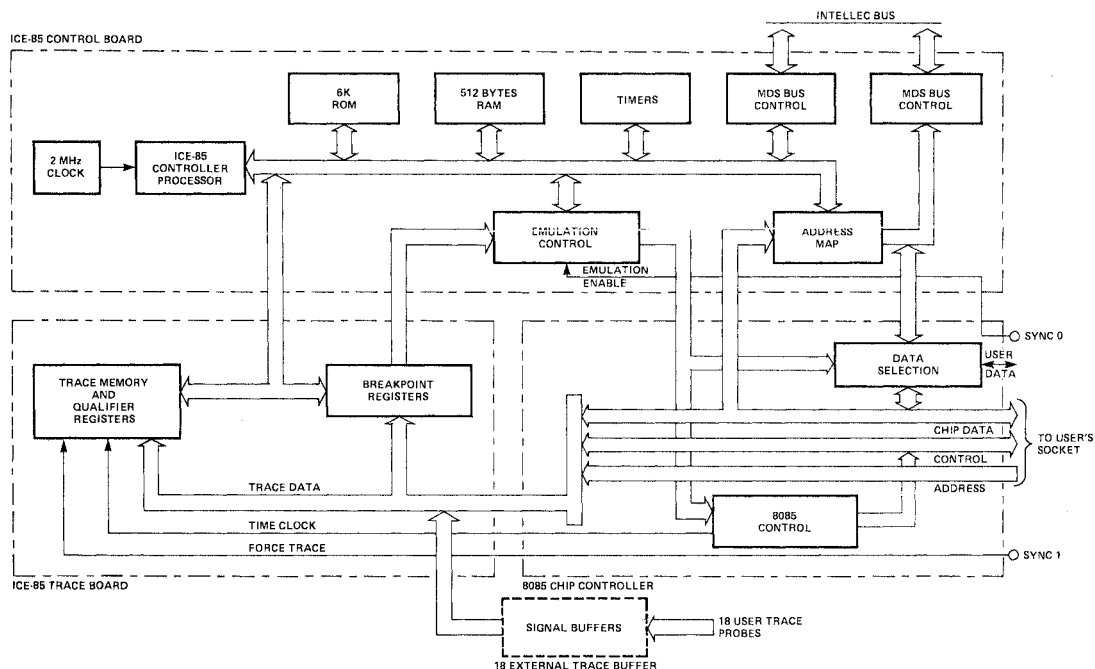 INTELLEC BUS
ICE-85 CONTROL BOARD
6K
ROM
512 BYTES
RAM
TIMERS
MDS BUS
CONTROL
MDS BUS
CONTROL
2 MHz
CLOCK
ICE-85
CONTROLLER
PROCESSOR
EMULATION
CONTROL
ADDRESS
MAP
EMULATION
ENABLE
SYNC 0
TRACE MEMORY
AND
QUALIFIER
REGISTERS
BREAKPOINT
REGISTERS
DATA
SELECTION
USER
DATA
CHIP DATA
CONTROL
ADDRESS
TO USER'S
SOCKET
TRACE DATA
TIME CLOCK
FORCE TRACE
8085
CONTROL
SYNC 1
ICE-85 TRACE BOARD
8085 CHIP CONTROLLER
SIGNAL BUFFERS
18 USER TRACE
PROBES
18 EXTERNAL TRACE BUFFER